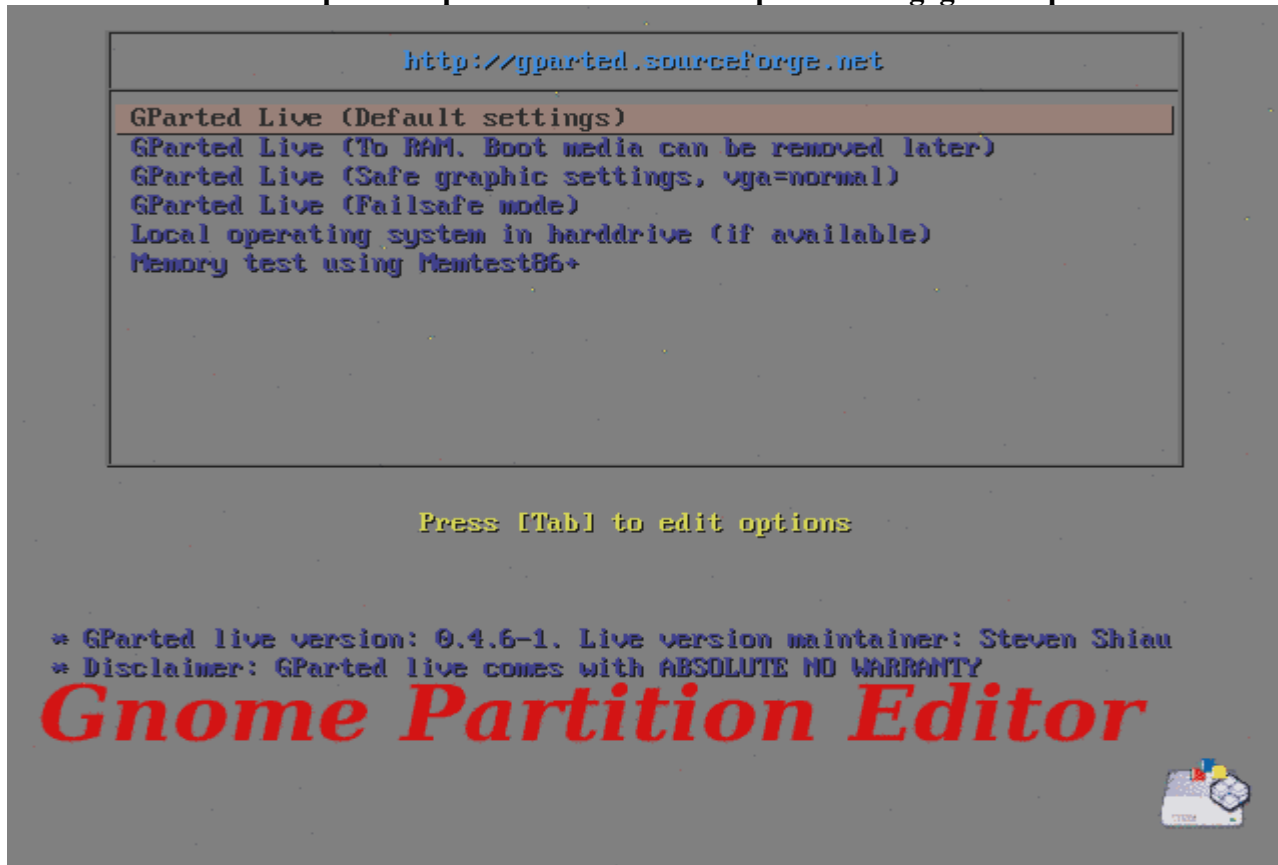 http://gparted.sourceforge.net
GParted Live (Default settings)
GParted Live (To RAM. Boot media can be removed later)
GParted Live (Safe graphic settings, vga=normal)
GParted Live (Failsafe mode)
Local operating system in harddrive (if available)
Memory test using Memtest86+
Press [Tab] to edit options
* GParted live version: 0.4.6-1. Live version maintainer: Steven Shiau
* Disclaimer: GParted live comes with ABSOLUTE NO WARRANTY
Gnome Partition Editor